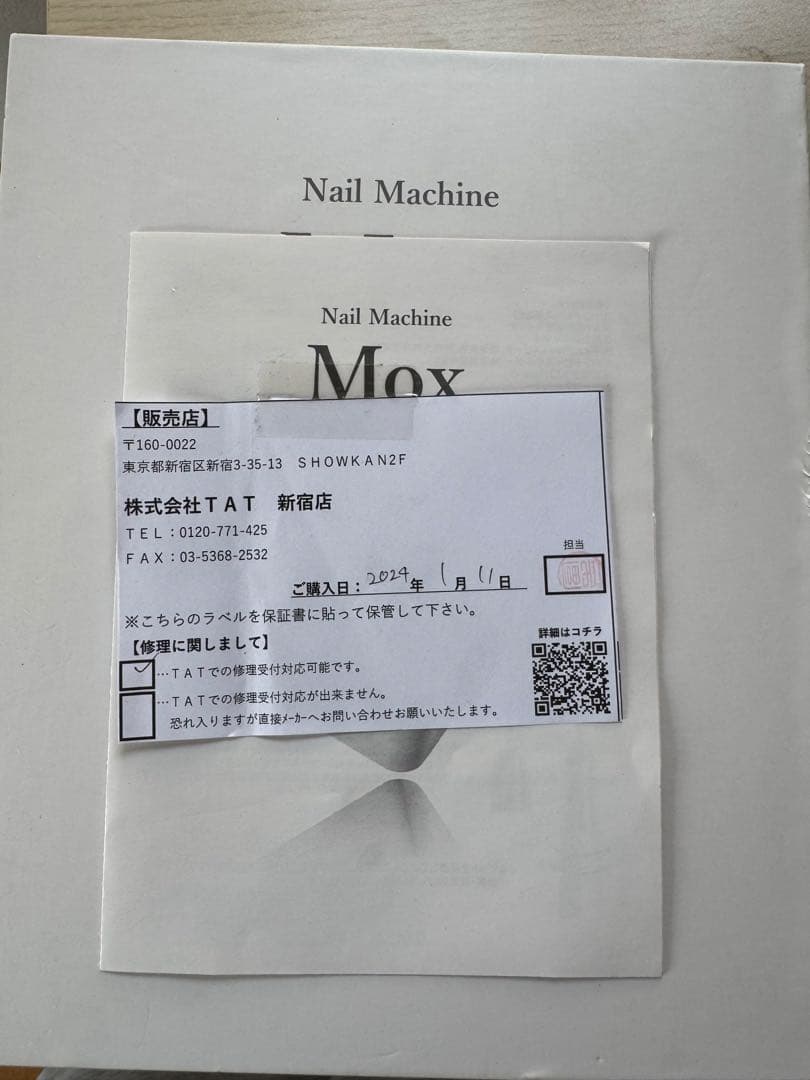 Nail Machine
Nail Machine
Mox
【販売店】
〒160-0022
東京都新宿区新宿3-35-13 SHOWKAN2F
株式会社TAT 新宿店
TEL:0120-771-425
FAX:03-5368-2532
担当
ご購入日:2024年1月11日
※こちらのラベルを保証書に貼って保管して下さい。
【修理に関しまして】
詳細はコチラ
…TATでの修理受付対応可能です。
…TATでの修理受付対応が出来ません。
恐れ入りますが直接メーカーへお問い合わせお願いいたします。